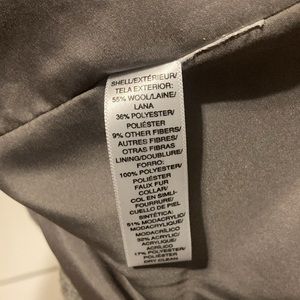 SHELL/EXTÉRIEUR/
TELA EXTERIOR:
55% WOOL/LAINE/
LANA
36% POLYESTER/
POLIÉSTER
9% OTHER FIBERS/
AUTRES FIBRES/
OTRAS FIBRAS
LINING/DOUBLURE/
FORRO:
100% POLYESTER/
POLIÉSTER
FAUX FUR
COLLAR/
COL EN SIMILI-
FOURRURE/
CUELLO DE PIEL
SINTÉTICA:
51% MODACRYLIC/
MODACRYLIQUE/
MODACRÍLICO
32% ACRYLIC/
ACRYLIQUE/
ACRÍLICO
17% POLYESTER/
POLIÉSTER
DRY CLEAN